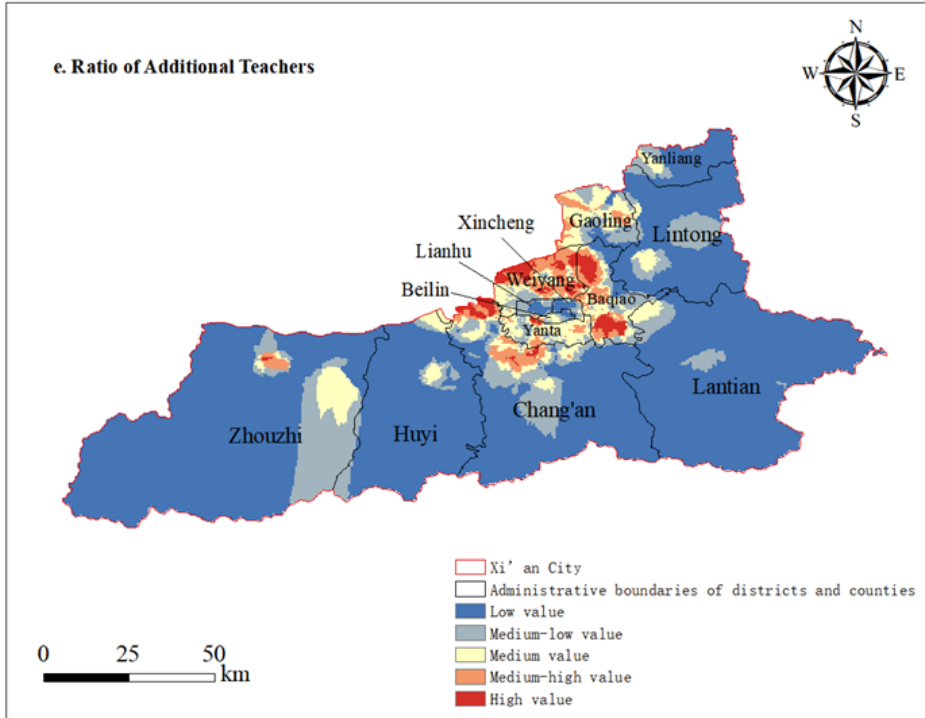 e. Ratio of Additional Teachers
N
W
E
S
Yanliang
Gaoling
Xincheng
Lintong
Lianhu
Weiyang
Beilin
Baqiao
Yanta
Lantian
Chang'an
Zhouzhi
Huyi
Xi' an City
Administrative boundaries of districts and counties
Low value
Medium-low value
Medium value
Medium-high value
High value
0 25 50
km